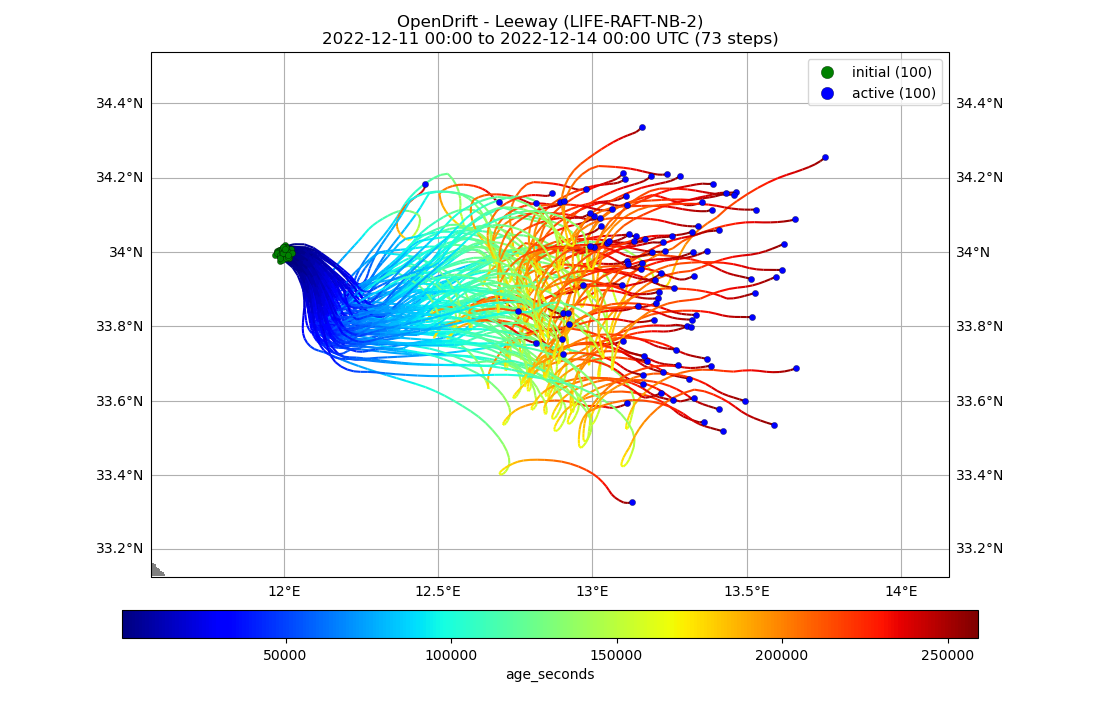 OpenDrift - Leeway (LIFE-RAFT-NB-2)
2022-12-11 00:00 to 2022-12-14 00:00 UTC (73 steps)
initial (100)
active (100)
34.4°N 34.4°N
34.2°N 34.2°N
34°N 34°N
33.8°N 33.8°N
33.6°N 33.6°N
33.4°N 33.4°N
33.2°N 33.2°N
12°E 12.5°E 13°E 13.5°E 14°E
50000 100000 150000 200000 250000
age_seconds